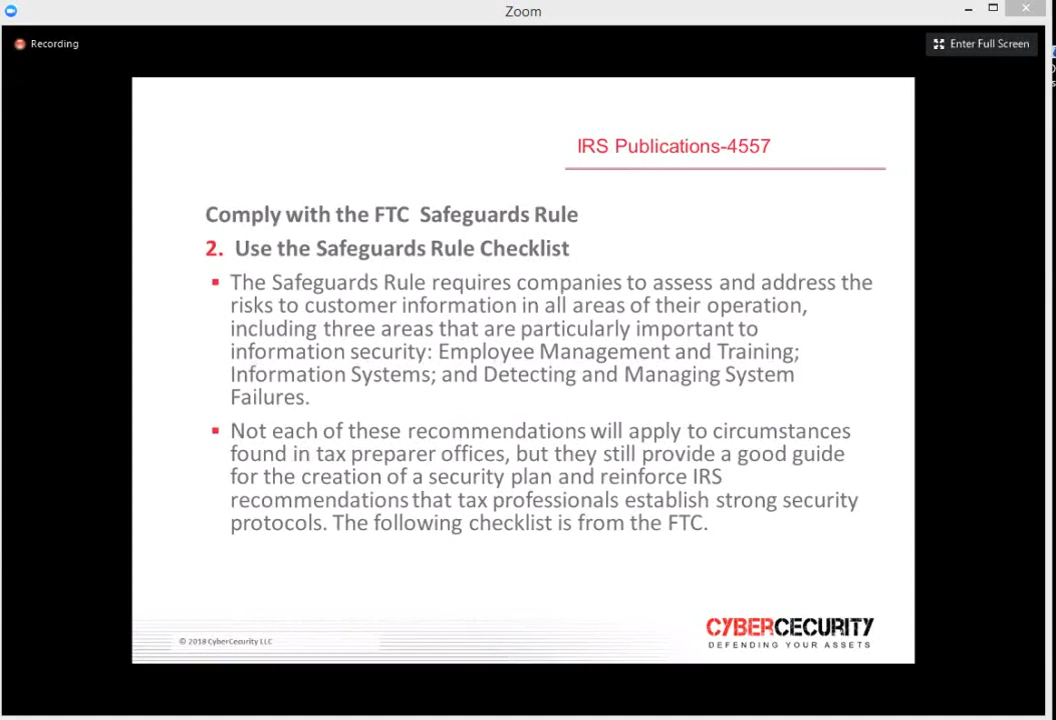 Zoom
Recording
Enter Full Screen
IRS Publications-4557
Comply with the FTC Safeguards Rule
2. Use the Safeguards Rule Checklist
▪ The Safeguards Rule requires companies to assess and address the
risks to customer information in all areas of their operation,
including three areas that are particularly important to
information security: Employee Management and Training;
Information Systems; and Detecting and Managing System
Failures.
▪ Not each of these recommendations will apply to circumstances
found in tax preparer offices, but they still provide a good guide
for the creation of a security plan and reinforce IRS
recommendations that tax professionals establish strong security
protocols. The following checklist is from the FTC.
© 2018 CyberCecurity LLC
CYBERCECURITY
DEFENDING YOUR ASSETS